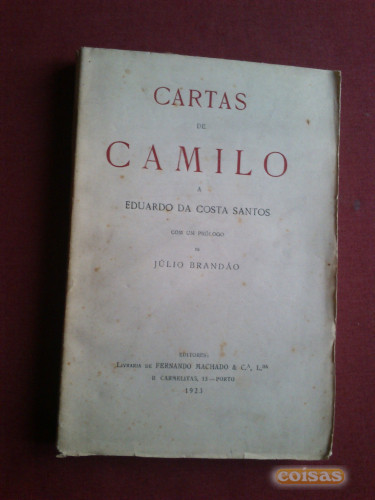 CARTAS
DE
CAMILO
A
EDUARDO DA COSTA SANTOS
COM UM PRÓLOGO
DE
JÚLIO BRANDÃO
EDITORES:
LIVRARIA DE FERNANDO MACHADO & C.ª, L.DA
R. CARMELITAS, 15 — PORTO
1923
coisas